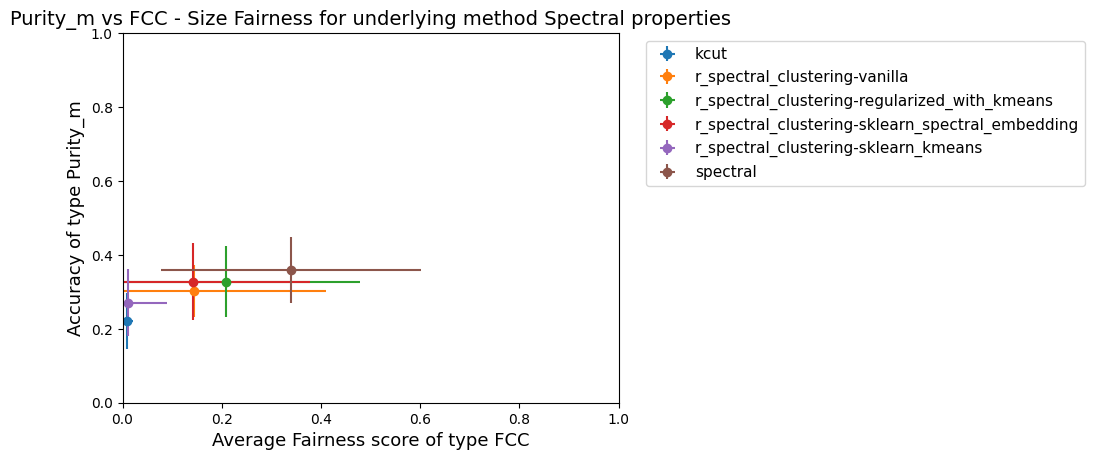 Purity_m vs FCC - Size Fairness for underlying method Spectral properties
Accuracy of type Purity_m
1.0
0.8
0.6
0.4
0.2
0.0
0.0 0.2 0.4 0.6 0.8 1.0
Average Fairness score of type FCC
kcut
r_spectral_clustering-vanilla
r_spectral_clustering-regularized_with_kmeans
r_spectral_clustering-sklearn_spectral_embedding
r_spectral_clustering-sklearn_kmeans
spectral